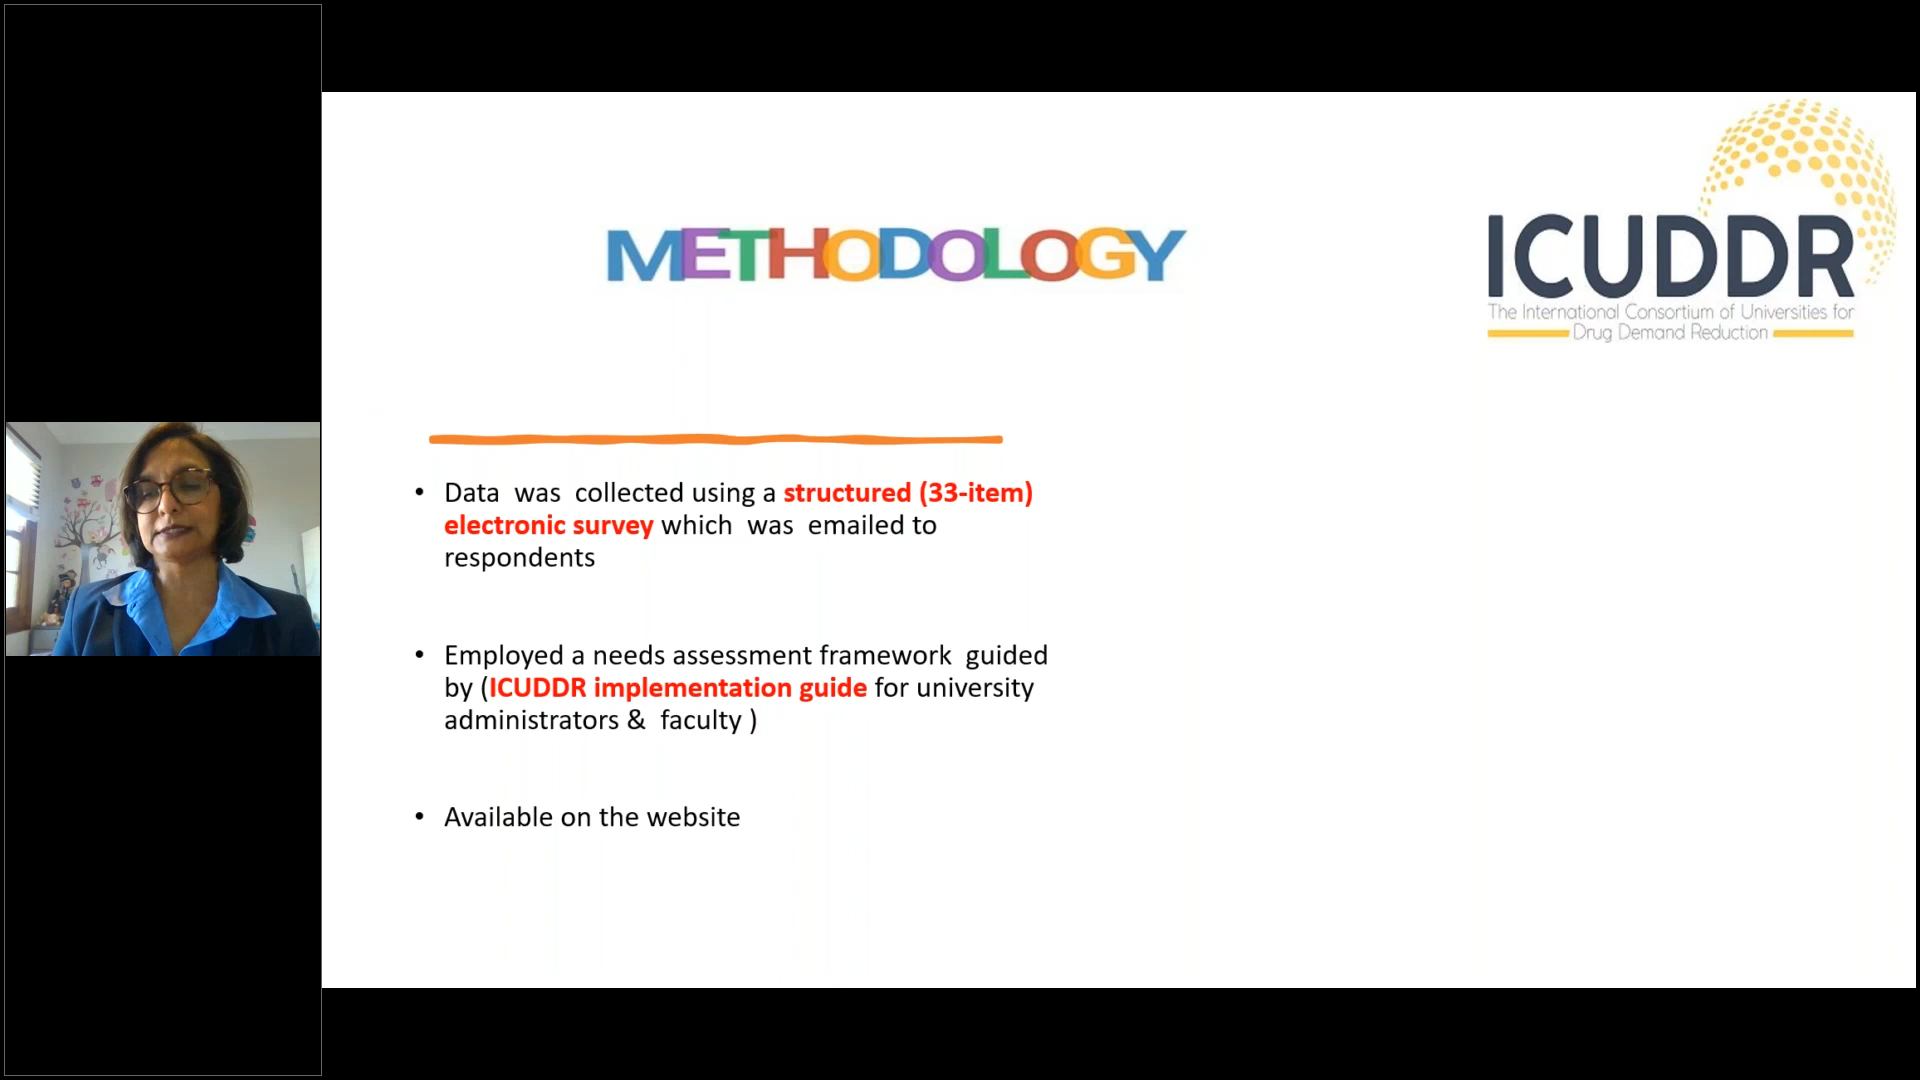 METHODOLOGY
ICUDDR
The International Consortium of Universities for
Drug Demand Reduction
• Data was collected using a structured (33-item)
electronic survey which was emailed to
respondents
• Employed a needs assessment framework guided
by (ICUDDR implementation guide for university
administrators & faculty )
• Available on the website